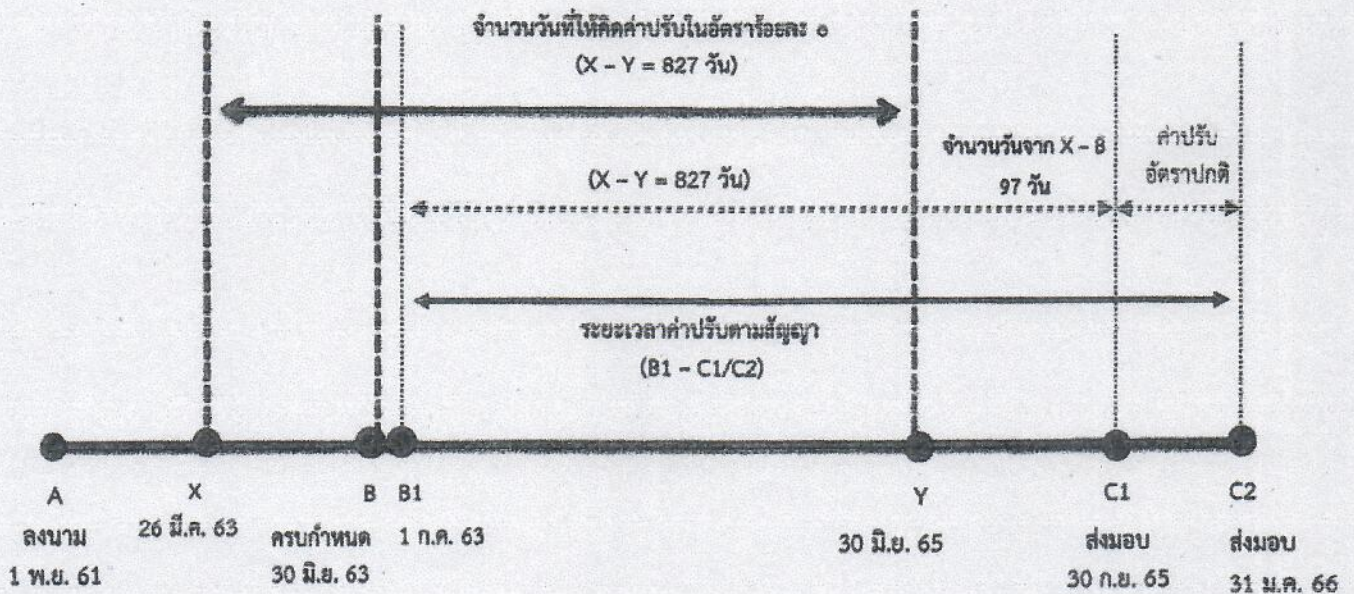 จำนวนวันที่ให้คิดค่าปรับในอัตราร้อยละ ๐
(X – Y = 827 วัน)
จำนวนวันจาก X – B
97 วัน
ค่าปรับ
อัตราปกติ
(X – Y = 827 วัน)
ระยะเวลาค่าปรับตามสัญญา
(B1 – C1/C2)
A X B B1 Y C1 C2
ลงนาม 26 มี.ค. 63 ครบกำหนด 1 ก.ค. 63 30 มิ.ย. 65 ส่งมอบ ส่งมอบ
1 พ.ย. 61 30 มิ.ย. 63 30 ก.ย. 65 31 ม.ค. 66